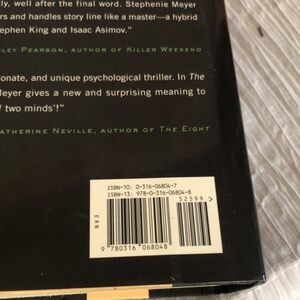 ly, well after the final word. Stephenie Meyer
rs and handles story line like a master—a hybrid
ephen King and Isaac Asimov."
LEY PEARSON, AUTHOR OF KILLER WEEKEND
onate, and unique psychological thriller. In The
Meyer gives a new and surprising meaning to
f two minds'!"
ATHERINE NEVILLE, AUTHOR OF THE EIGHT
ISBN-10: 0-316-06804-7
ISBN-13: 978-0-316-06804-8
52599>
EAN
9 780316 068048